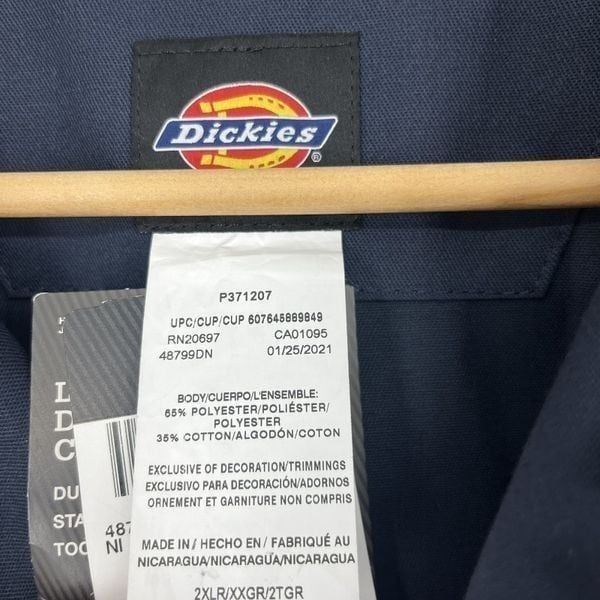 Dickies
®
P371207
UPC/CUP/CUP 607645889849
RN20697 CA01095
48799DN 01/25/2021
BODY/CUERPO/L'ENSEMBLE:
65% POLYESTER/POLIÉSTER/
POLYESTER
35% COTTON/ALGODÓN/COTON
EXCLUSIVE OF DECORATION/TRIMMINGS
EXCLUSIVO PARA DECORACIÓN/ADORNOS
ORNEMENT ET GARNITURE NON COMPRIS
MADE IN / HECHO EN / FABRIQUÉ AU
NICARAGUA/NICARAGUA/NICARAGUA
2XLR/XXGR/2TGR
L
D
C
DU
STA
TOO
487
NI